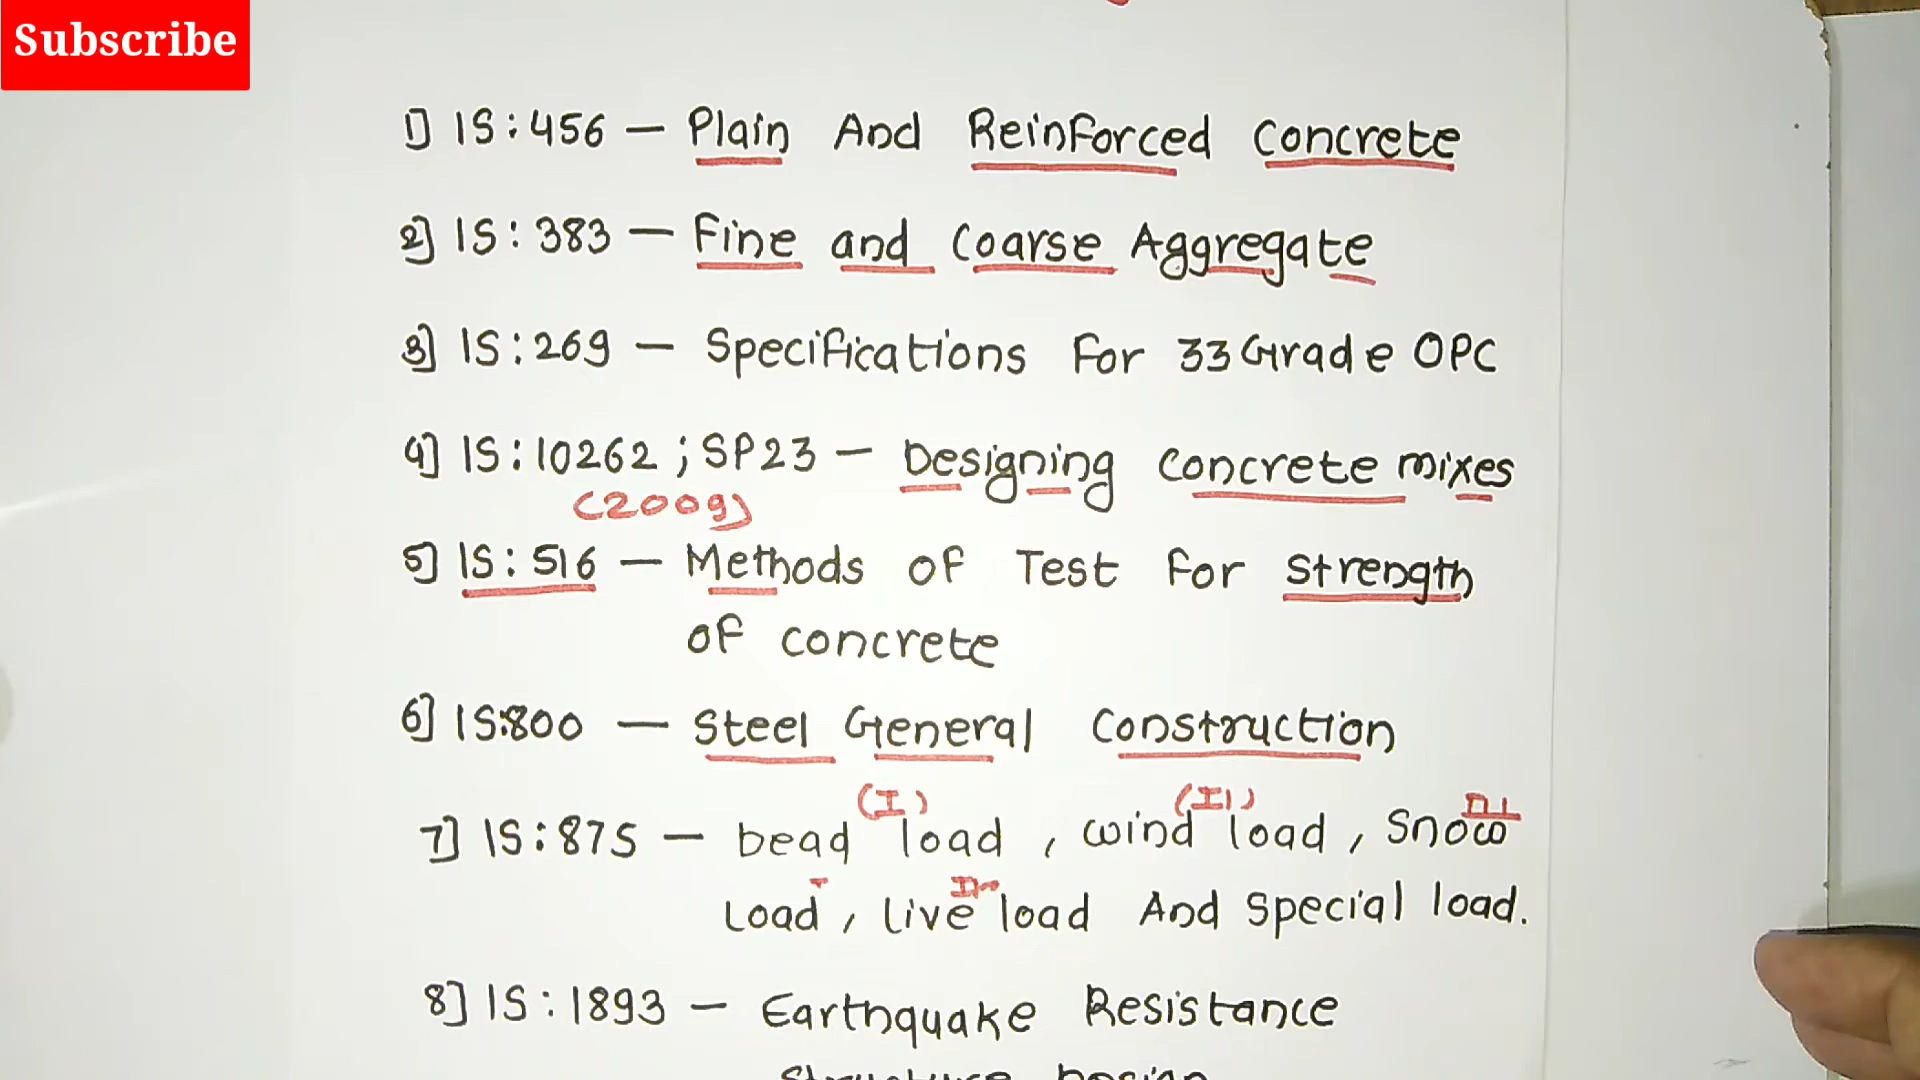 Subscribe
1] IS:456 — Plain And Reinforced Concrete
2] IS:383 — Fine and Coarse Aggregate
3] IS:269 — Specifications For 33 Grade OPC
4] IS:10262 ; SP23 — Designing Concrete mixes
(2009)
5] IS:516 — Methods of Test For Strength
of concrete
6] IS:800 — Steel General Construction
(I) (II)
7] IS:875 — Dead load , wind load , Snow
Load , Live load And Special load.
8] IS:1893 — Earthquake Resistance
Structure Design